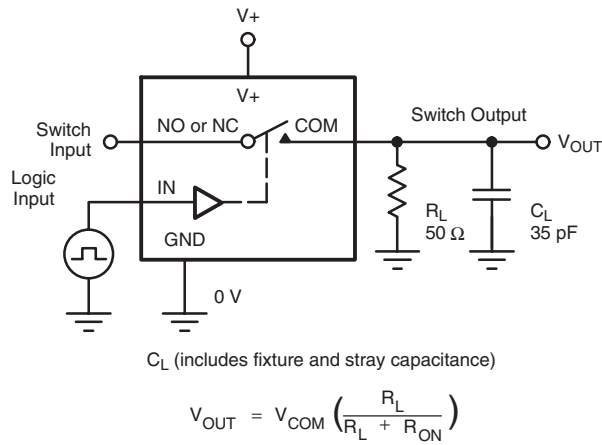 V+
V+
NO or NC
COM
Switch Output
Switch
Input
V_OUT
Logic
Input
IN
R_L
50 Ω
C_L
35 pF
GND
0 V
C_L (includes fixture and stray capacitance)
V_OUT = V_COM (R_L / R_L + R_ON)